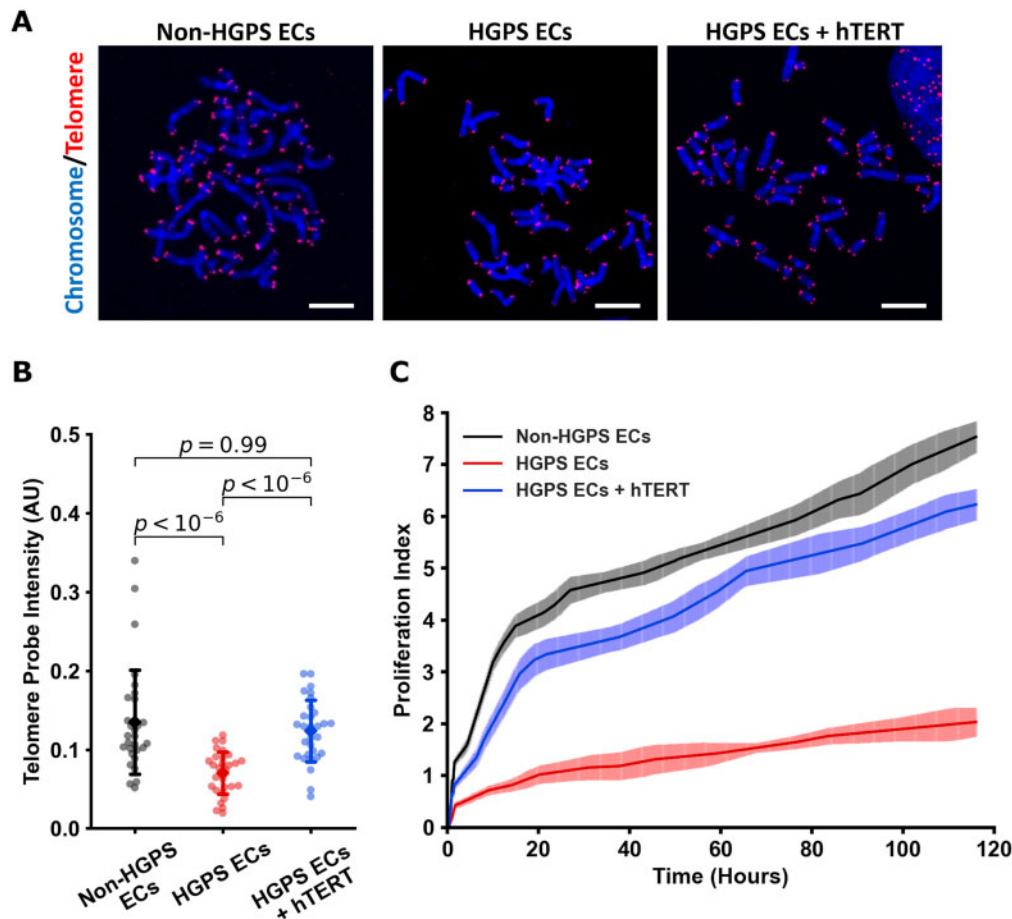 A
Non-HGPS ECs
HGPS ECs
HGPS ECs + hTERT
Chromosome/Telomere
B
Telomere Probe Intensity (AU)
0.5
0.4
0.3
0.2
0.1
0.0
p = 0.99
p < 10⁻⁶
p < 10⁻⁶
Non-HGPS
ECs
HGPS ECs
HGPS ECs
+ hTERT
C
Proliferation Index
8
7
6
5
4
3
2
1
0
Non-HGPS ECs
HGPS ECs
HGPS ECs + hTERT
0
20
40
60
80
100
120
Time (Hours)